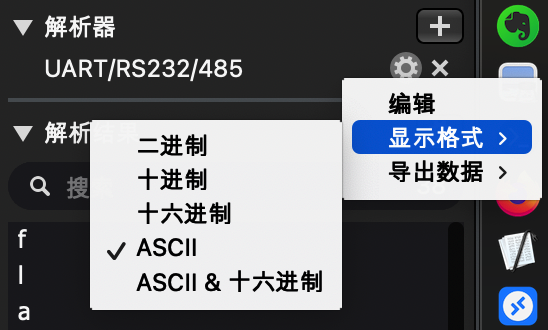 解析器
UART/RS232/485
编辑
解析
显示格式
二进制
导出数据
十进制
搜
十六进制
f
ASCII
l
ASCII & 十六进制
a